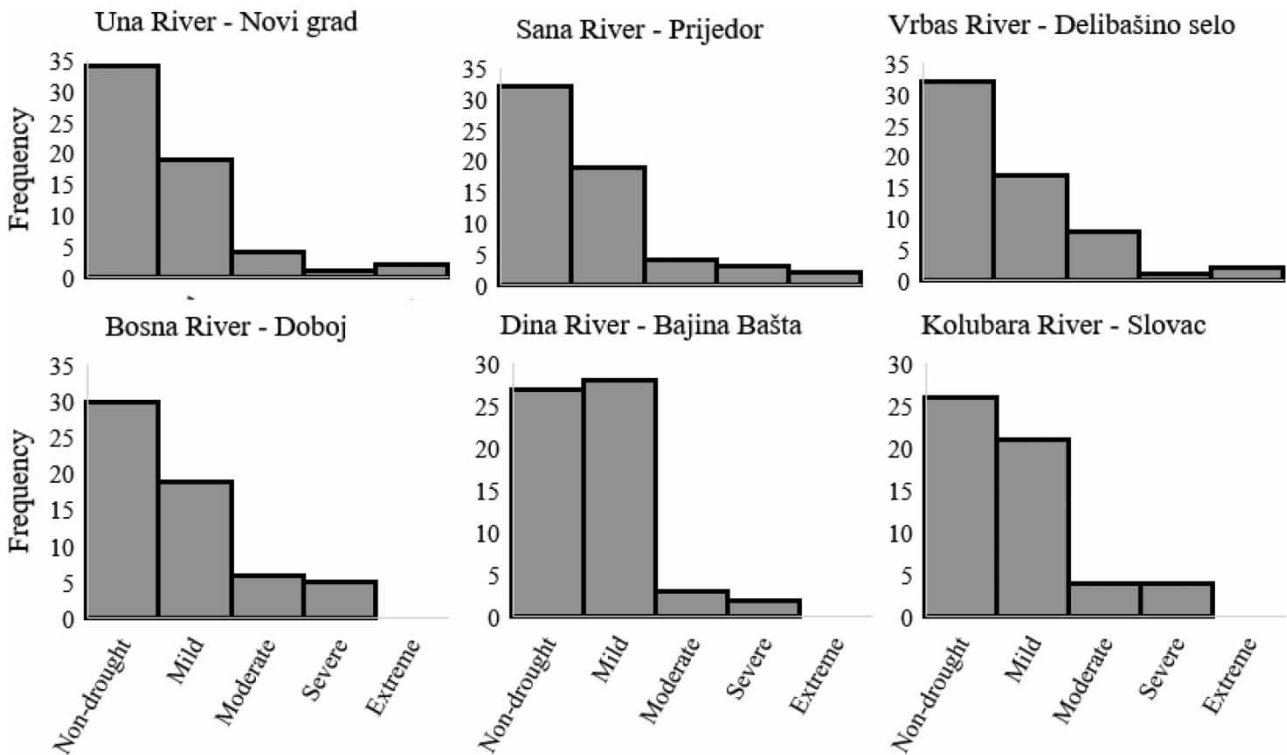 Una River - Novi grad
Sana River - Prijedor
Vrbas River - Delibašino selo
Frequency
35
30
25
20
15
10
5
0
35
30
25
20
15
10
5
0
35
30
25
20
15
10
5
0
Bosna River - Doboj
Dina River - Bajina Bašta
Kolubara River - Slovac
Frequency
35
30
25
20
15
10
5
0
30
25
20
15
10
5
0
30
25
20
15
10
5
0
Non-drought
Mild
Moderate
Severe
Extreme
Non-drought
Mild
Moderate
Severe
Extreme
Non-drought
Mild
Moderate
Severe
Extreme